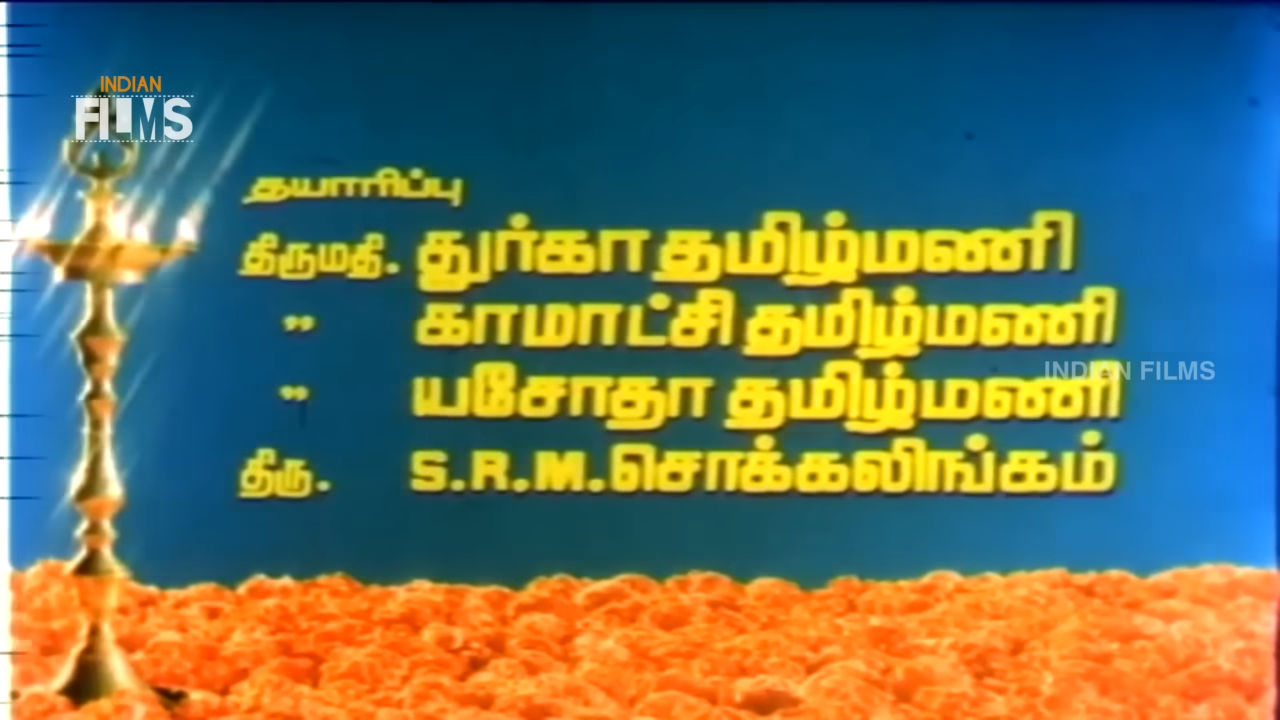 INDIAN
FILMS
தயாரிப்பு
திருமதி. துர்கா தமிழ்மணி
" காமாட்சி தமிழ்மணி
INDIAN FILMS
" யசோதா தமிழ்மணி
திரு. S.R.M.சொக்கலிங்கம்